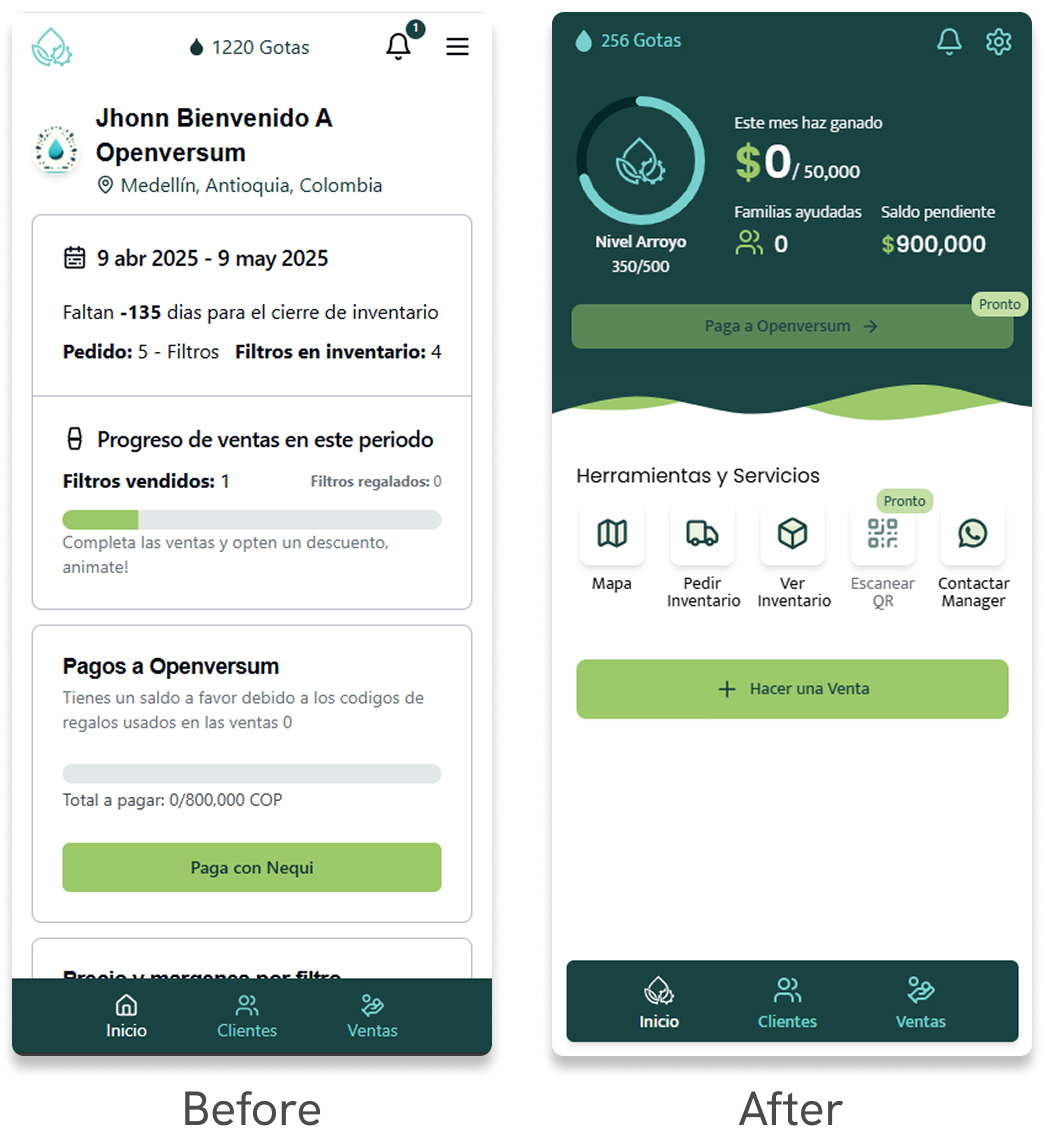 1220 Gotas
1
Jhonn Bienvenido A
Openversum
Medellín, Antioquia, Colombia
9 abr 2025 - 9 may 2025
Faltan -135 dias para el cierre de inventario
Pedido: 5 - Filtros Filtros en inventario: 4
Progreso de ventas en este periodo
Filtros vendidos: 1 Filtros regalados: 0
Completa las ventas y opten un descuento,
animate!
Pagos a Openversum
Tienes un saldo a favor debido a los codigos de
regalos usados en las ventas 0
Total a pagar: 0/800,000 COP
Paga con Nequi
Precio y margenes por filtro
Inicio Clientes Ventas
Before
256 Gotas
Este mes haz ganado
$0/ 50,000
Familias ayudadas Saldo pendiente
0 $900,000
Nivel Arroyo
350/500
Pronto
Paga a Openversum
Herramientas y Servicios
Pronto
Mapa
Pedir
Inventario
Ver
Inventario
Escanear
QR
Contactar
Manager
Hacer una Venta
Inicio Clientes Ventas
After